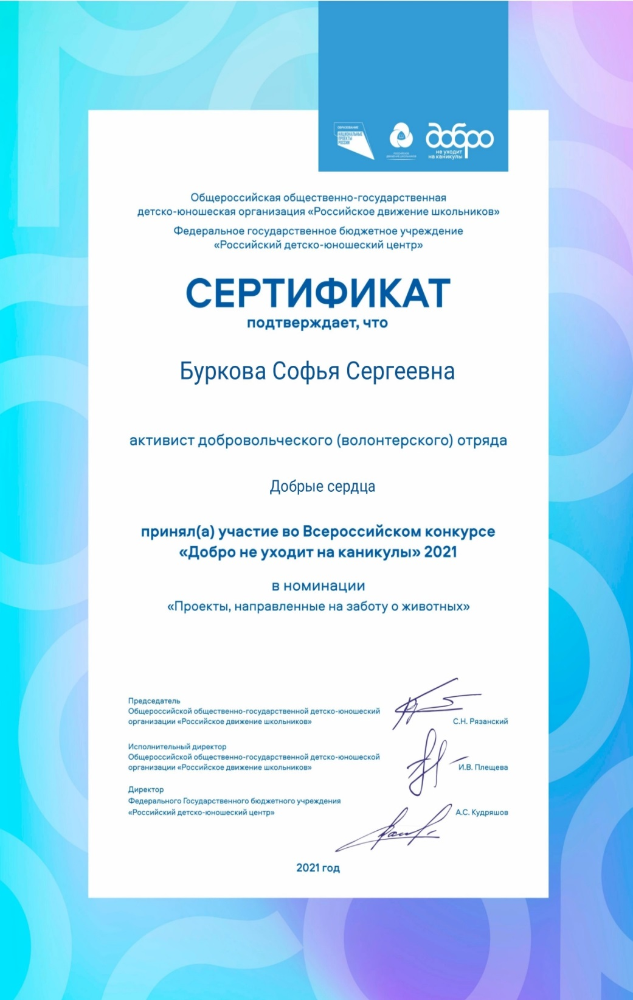 ОБРАЗОВАНИЕ
НАЦИОНАЛЬНЫЕ
ПРОЕКТЫ
РОССИИ
РОССИЙСКОЕ
ДВИЖЕНИЕ ШКОЛЬНИКОВ
добро
не уходит
на каникулы
Общероссийская общественно-государственная
детско-юношеская организация «Российское движение школьников»
Федеральное государственное бюджетное учреждение
«Российский детско-юношеский центр»
СЕРТИФИКАТ
подтверждает, что
Буркова Софья Сергеевна
активист добровольческого (волонтерского) отряда
Добрые сердца
принял(а) участие во Всероссийском конкурсе
«Добро не уходит на каникулы» 2021
в номинации
«Проекты, направленные на заботу о животных»
Председатель
Общероссийской общественно-государственной детско-юношеский
организации «Российское движение школьников»
С.Н. Рязанский
Исполнительный директор
Общероссийской общественно-государственной детско-юношеской
организации «Российское движение школьников»
И.В. Плещева
Директор
Федерального Государственного бюджетного учреждения
«Российский детско-юношеский центр»
А.С. Кудряшов
2021 год